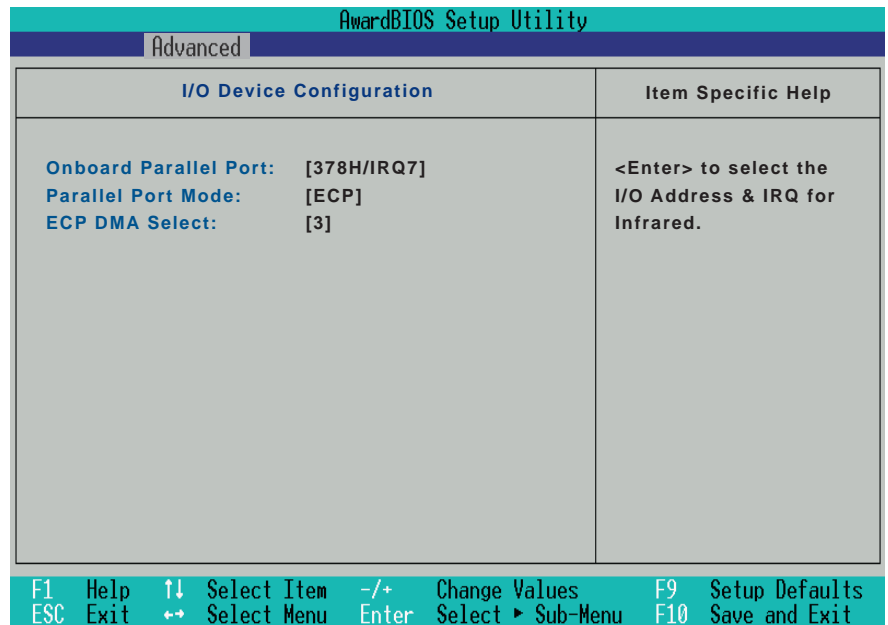 AwardBIOS Setup Utility
Advanced
I/O Device Configuration
Item Specific Help
Onboard Parallel Port: [378H/IRQ7]
Parallel Port Mode: [ECP]
ECP DMA Select: [3]
<Enter> to select the
I/O Address & IRQ for
Infrared.
F1 Help ↑↓ Select Item -/+ Change Values F9 Setup Defaults
ESC Exit ←→ Select Menu Enter Select ► Sub-Menu F10 Save and Exit